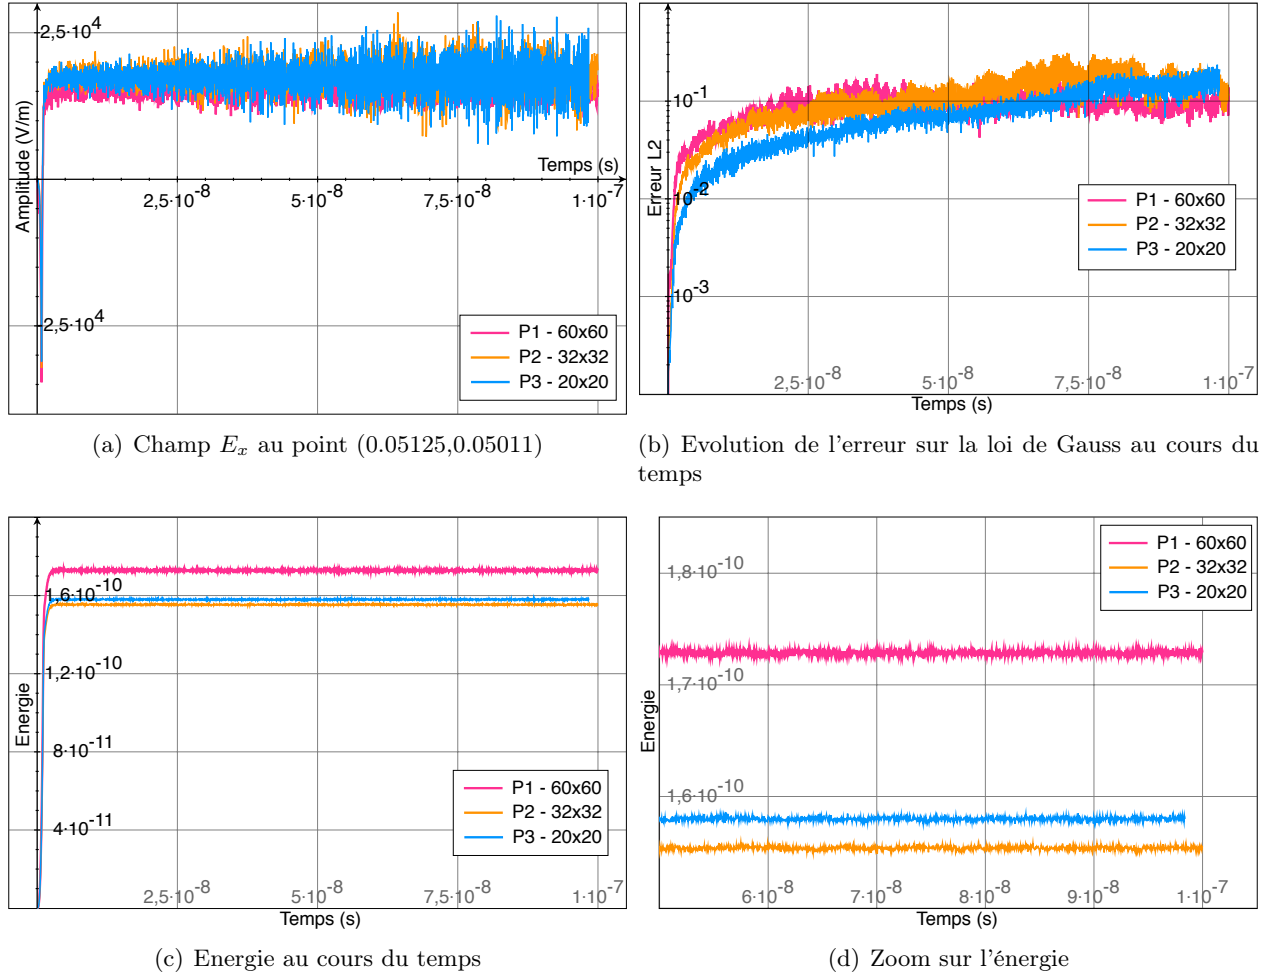 2,5·10⁴
Amplitude (V/m)
Temps (s)
2,5·10⁻⁸
5·10⁻⁸
7,5·10⁻⁸
1·10⁻⁷
2,5·10⁴
P1 - 60x60
P2 - 32x32
P3 - 20x20
(a) Champ Eₓ au point (0.05125,0.05011)
10⁻¹
Erreur L2
10⁻²
10⁻³
P1 - 60x60
P2 - 32x32
P3 - 20x20
2,5·10⁻⁸
5·10⁻⁸
7,5·10⁻⁸
1·10⁻⁷
Temps (s)
(b) Evolution de l'erreur sur la loi de Gauss au cours du
temps
1,6·10⁻¹⁰
1,2·10⁻¹⁰
Energie
8·10⁻¹¹
4·10⁻¹¹
P1 - 60x60
P2 - 32x32
P3 - 20x20
2,5·10⁻⁸
5·10⁻⁸
7,5·10⁻⁸
1·10⁻⁷
Temps (s)
(c) Energie au cours du temps
P1 - 60x60
P2 - 32x32
P3 - 20x20
1,8·10⁻¹⁰
1,7·10⁻¹⁰
Energie
1,6·10⁻¹⁰
6·10⁻⁸
7·10⁻⁸
8·10⁻⁸
9·10⁻⁸
1·10⁻⁷
Temps (s)
(d) Zoom sur l'énergie